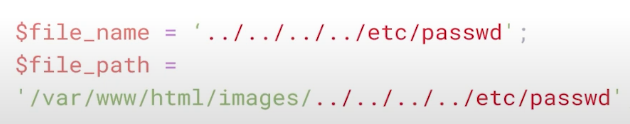 $file_name = ‘../../../../etc/passwd';
$file_path =
'/var/www/html/images/../../../../etc/passwd'